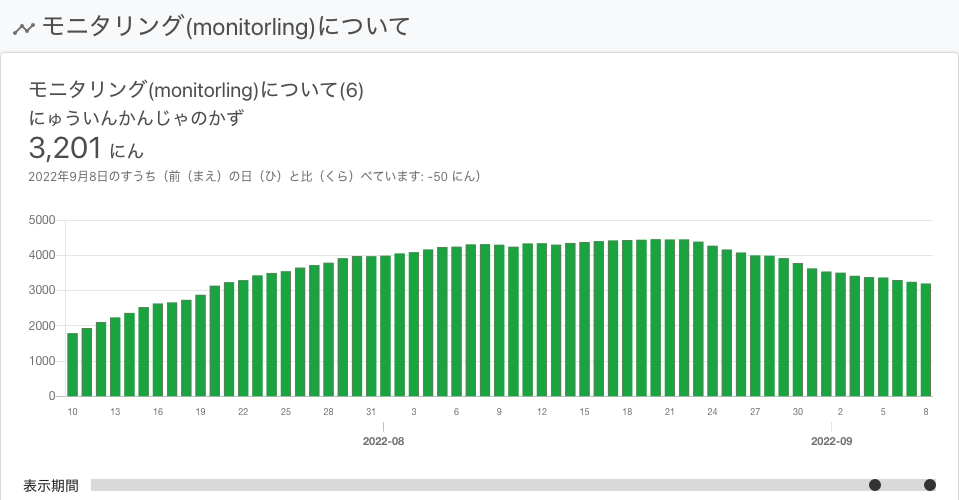 モニタリング(monitorling)について
モニタリング(monitorling)について(6)
にゅういんかんじゃのかず
3,201 にん
2022年9月8日のすうち（前（まえ）の日（ひ）と比（くら）べています: -50 にん）
5000
4000
3000
2000
1000
0
10 13 16 19 22 25 28 31 3 6 9 12 15 18 21 24 27 30 2 5 8
2022-08 2022-09
表示期間